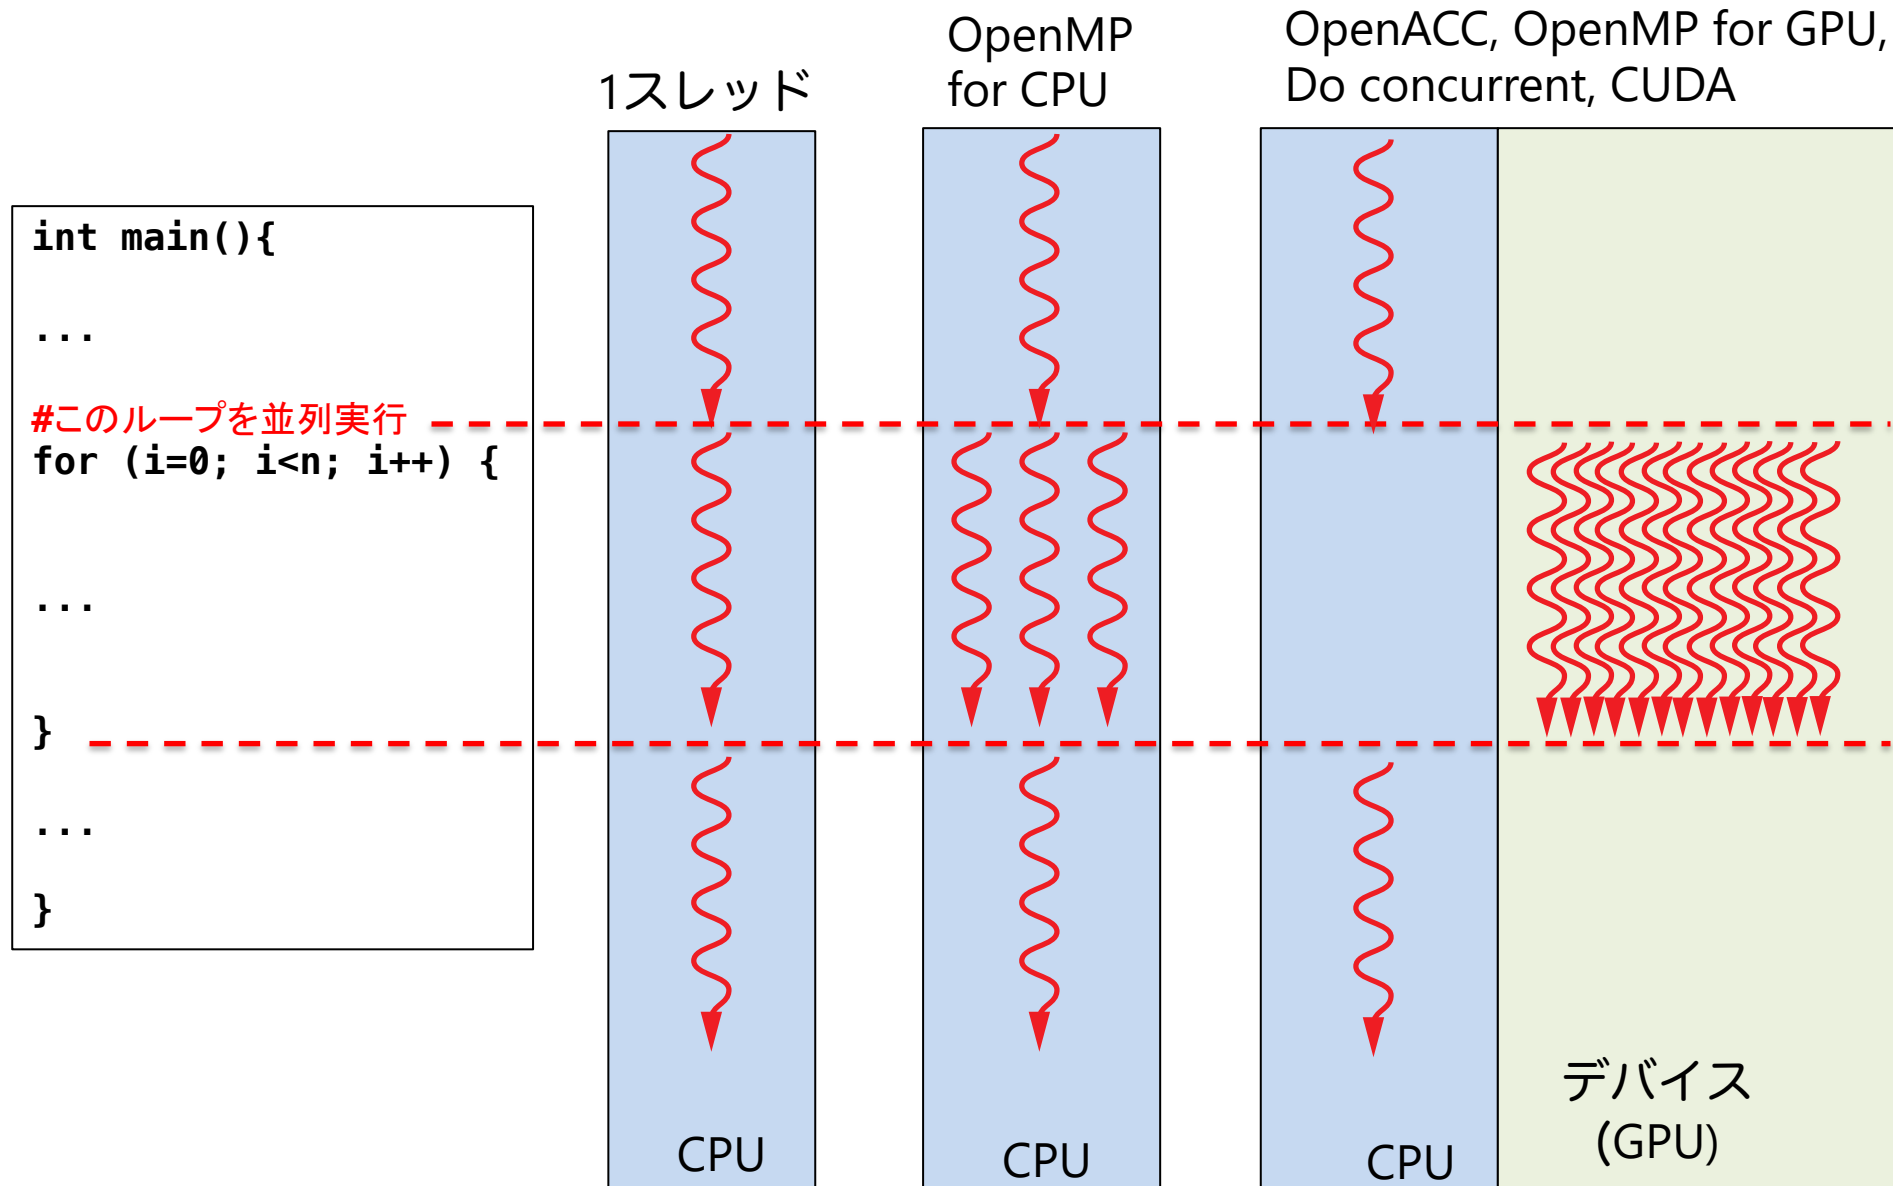 OpenMP
for CPU
OpenACC, OpenMP for GPU,
Do concurrent, CUDA
1スレッド
int main(){
...
#このループを並列実行
for (i=0; i<n; i++) {
...
}
...
}
CPU
CPU
CPU
デバイス
(GPU)